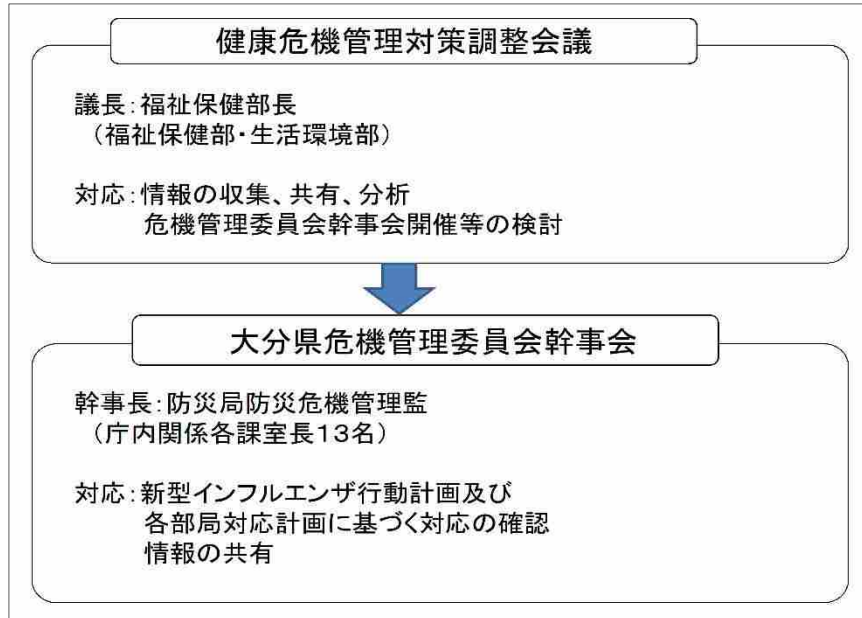 健康危機管理対策調整会議
議長：福祉保健部長
（福祉保健部・生活環境部）
対応：情報の収集、共有、分析
危機管理委員会幹事会開催等の検討
大分県危機管理委員会幹事会
幹事長：防災局防災危機管理監
（庁内関係各課室長１３名）
対応：新型インフルエンザ行動計画及び
各部局対応計画に基づく対応の確認
情報の共有